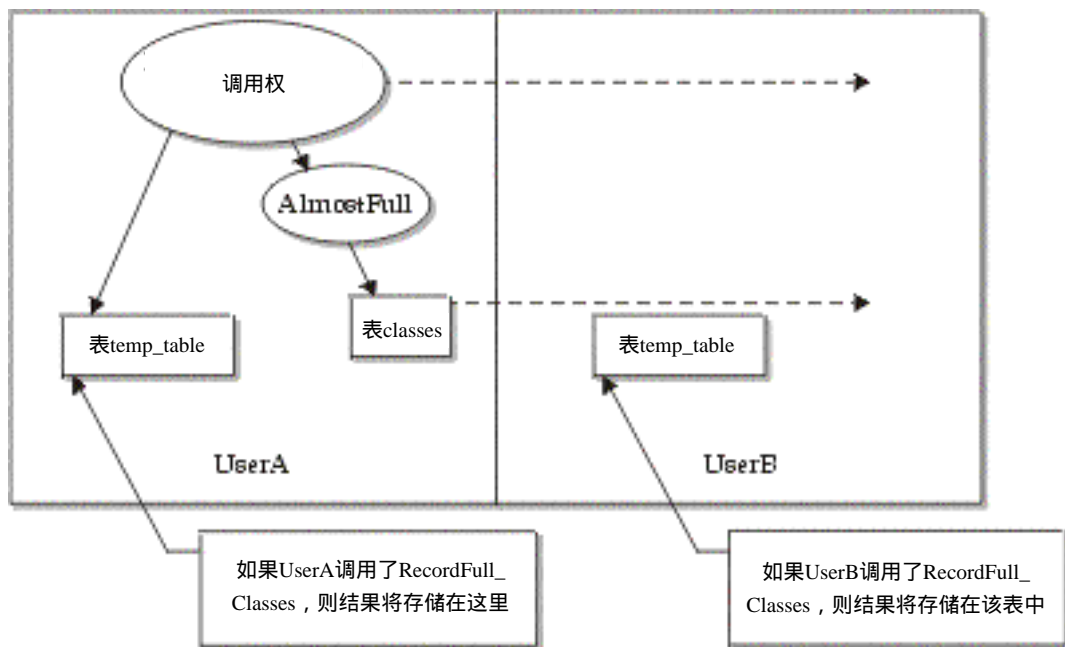 调用权
AlmostFull
表classes
表temp_table
表temp_table
UserA
UserB
如果UserA调用了RecordFull_
Classes，则结果将存储在这里
如果UserB调用了RecordFull_
Classes，则结果将存储在该表中